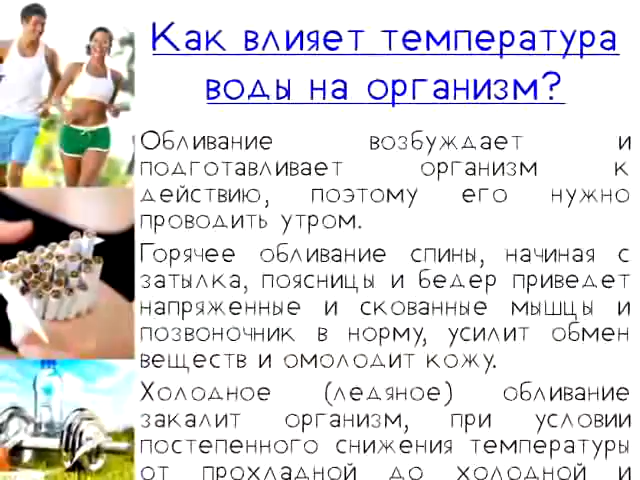 Как влияет температура
воды на организм?
Обливание возбуждает и
подготавливает организм к
действию, поэтому его нужно
проводить утром.
Горячее обливание спины, начиная с
затылка, поясницы и бедер приведет
напряженные и скованные мышцы и
позвоночник в норму, усилит обмен
веществ и омолодит кожу.
Холодное (ледяное) обливание
закалит организм, при условии
постепенного снижения температуры
от прохладной до холодной и